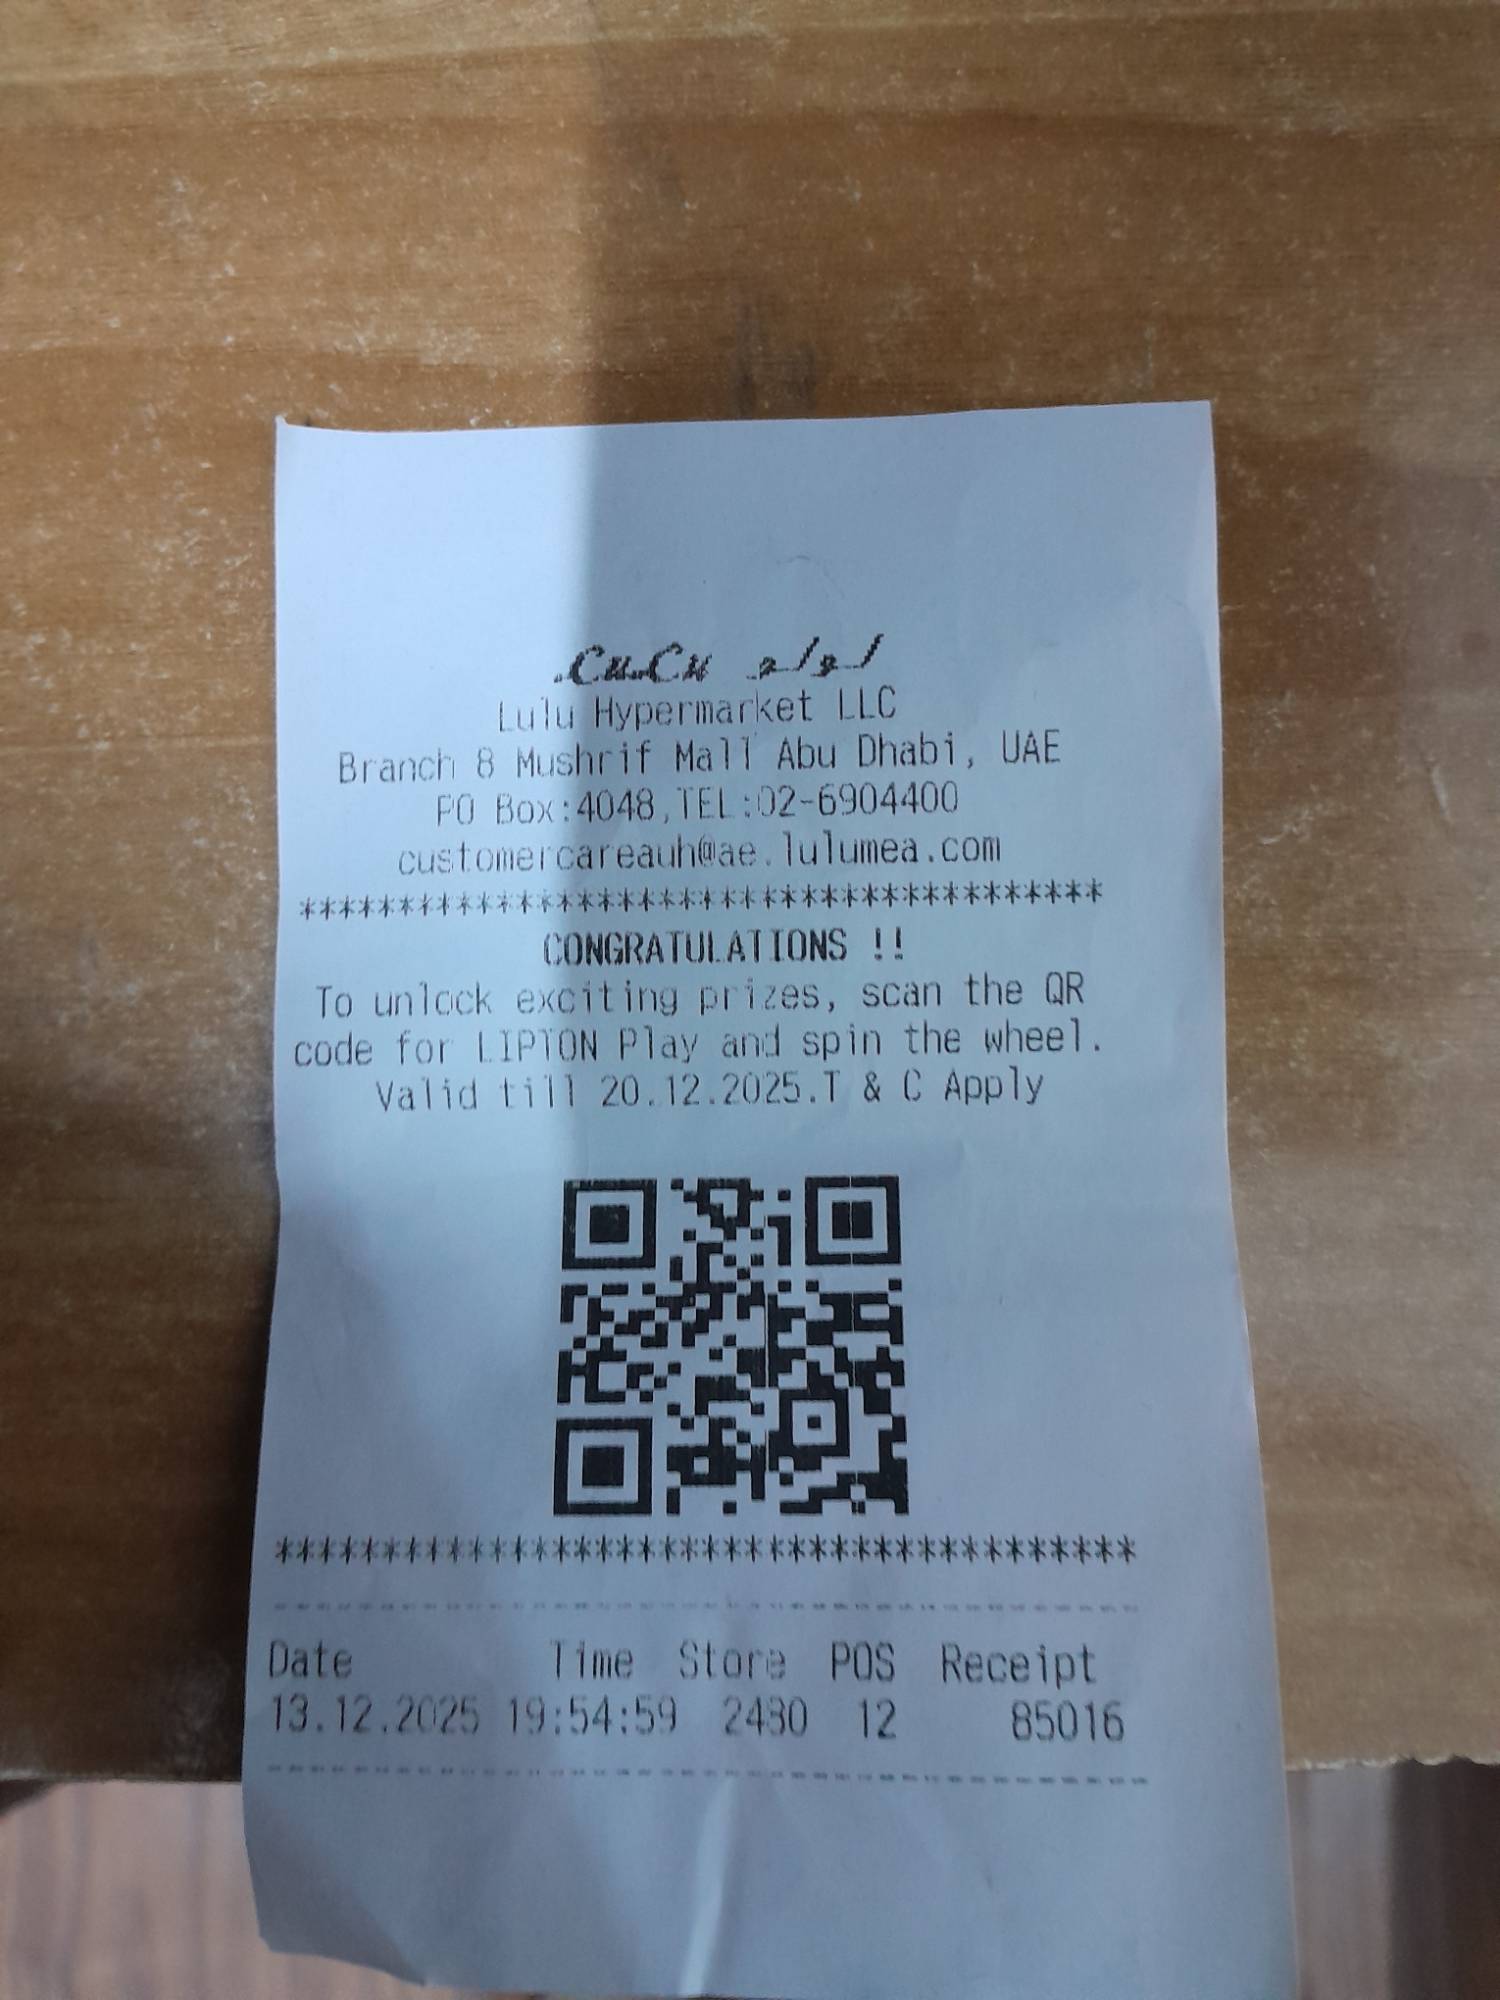 Lulu Hypermarket LLC
Branch 8 Mushrif Mall Abu Dhabi, UAE
PO Box:4048,TEL:02-6904400
customercareauh@ae.lulumea.com
****************************************
CONGRATULATIONS !!
To unlock exciting prizes, scan the QR
code for LIPTON Play and spin the wheel.
Valid till 20.12.2025.T & C Apply
****************************************
Date Time Store POS Receipt
13.12.2025 19:54:59 2480 12 85016